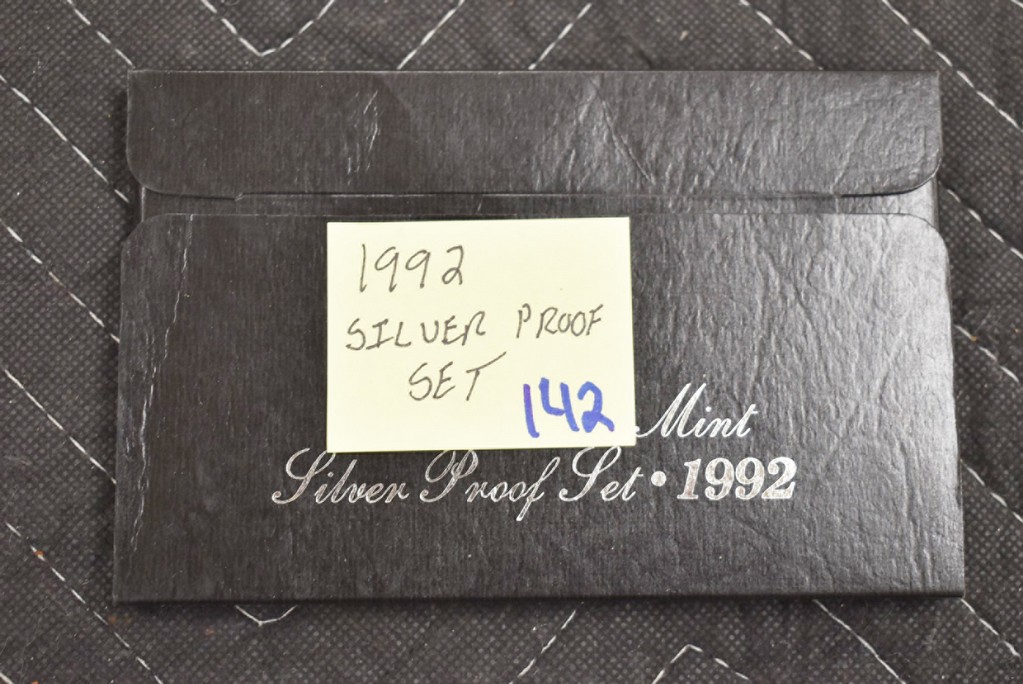 1992
SILVER PROOF
SET
142
Mint
Silver Proof Set • 1992